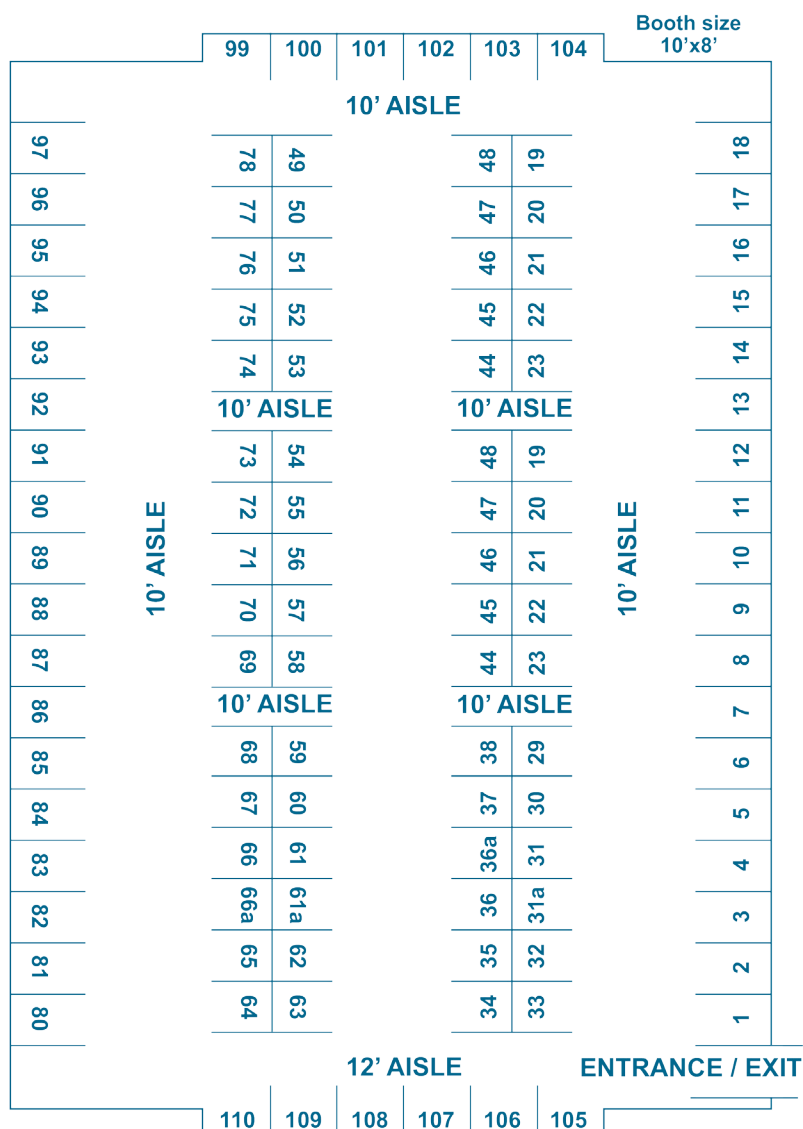 Booth size
10’x8’
99 100 101 102 103 104
10’ AISLE
97 78 49 48 19 18
96 77 50 47 20 17
95 76 51 46 21 16
94 75 52 45 22 15
93 74 53 44 23 14
92 10’ AISLE 10’ AISLE 13
91 73 54 48 19 12
90 72 55 47 20 11
10’ AISLE 10’ AISLE
89 71 56 46 21 10
88 70 57 45 22 9
87 69 58 44 23 8
86 10’ AISLE 10’ AISLE 7
85 68 59 38 29 6
84 67 60 37 30 5
83 66 61 36a 31 4
82 66a 61a 36 31a 3
81 65 62 35 32 2
80 64 63 34 33 1
12’ AISLE ENTRANCE / EXIT
110 109 108 107 106 105